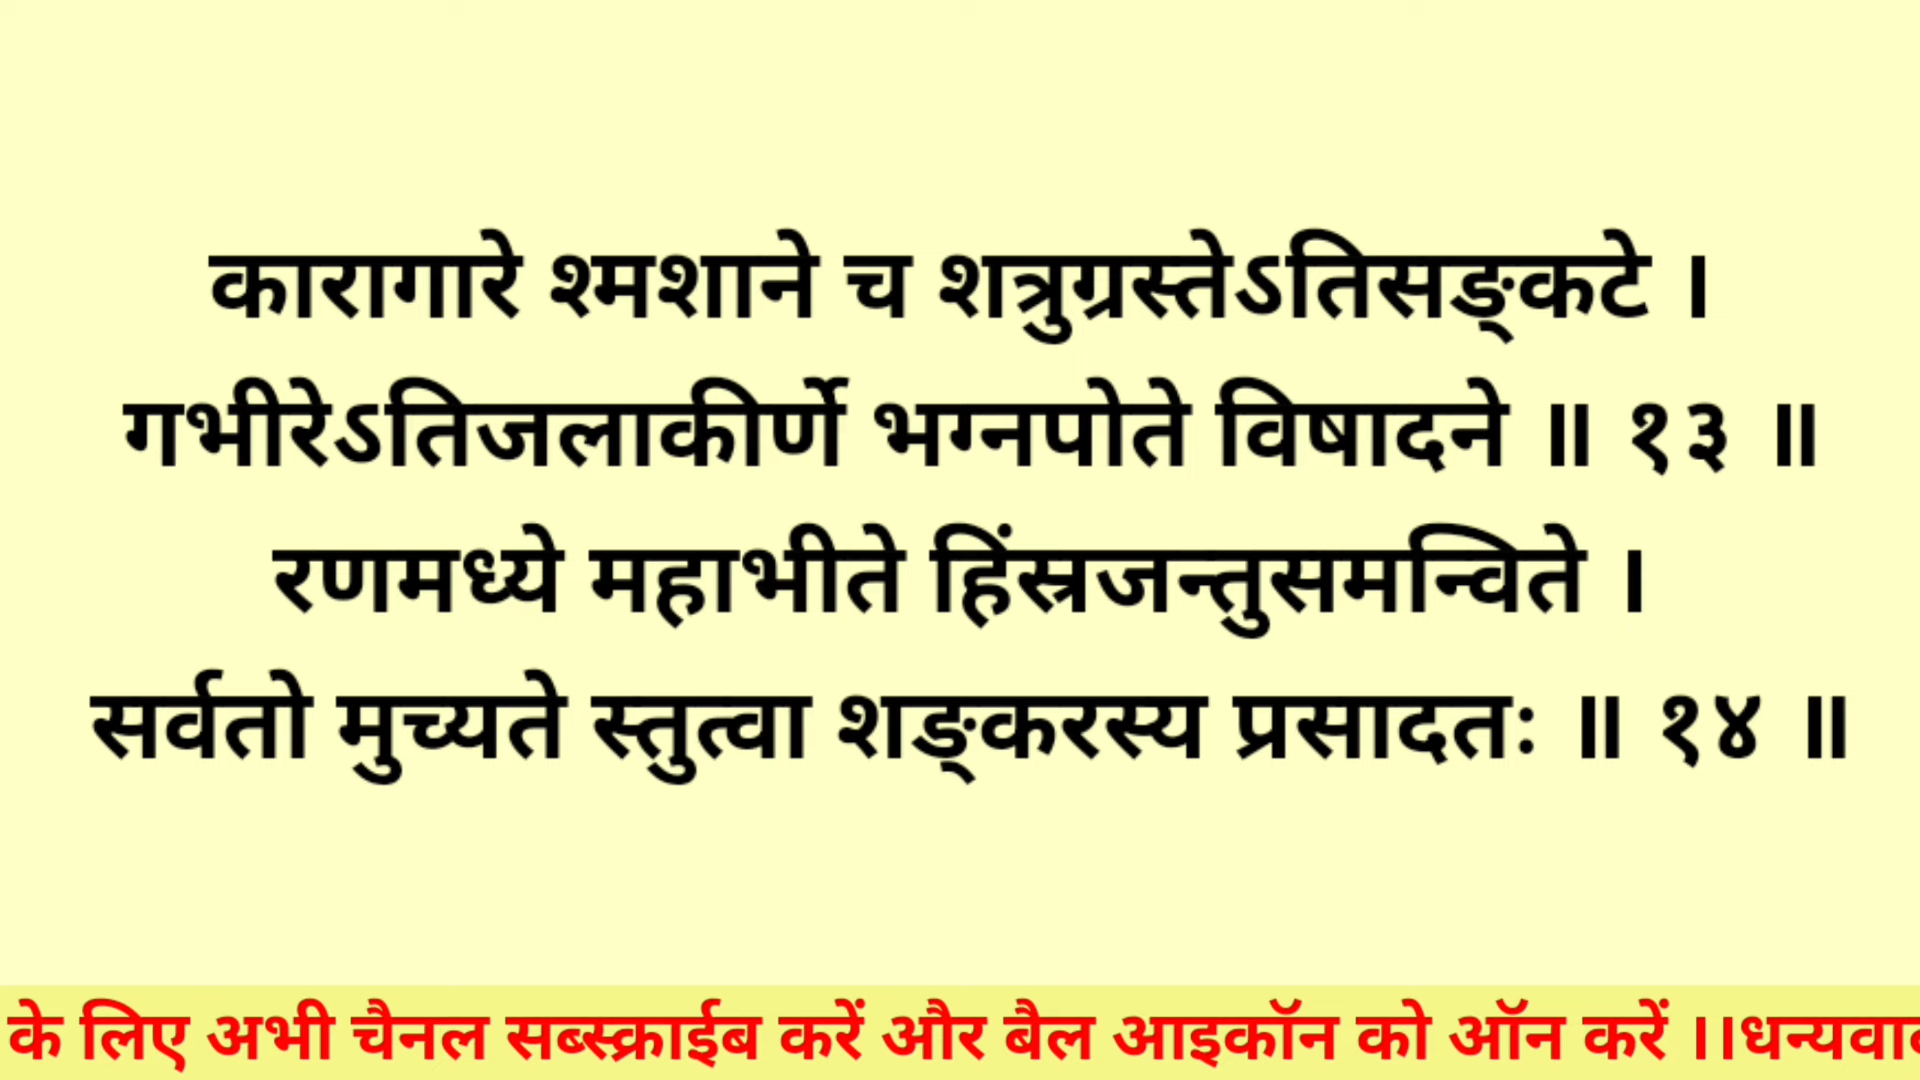 कारागारे श्मशाने च शत्रुग्रस्तेऽतिसङ्कटे ।
गभीरेऽतिजलाकीर्णे भग्नपोते विषादने ॥ १३ ॥
रणमध्ये महाभीते हिंस्रजन्तुसमन्विते ।
सर्वतो मुच्यते स्तुत्वा शङ्करस्य प्रसादतः ॥ १४ ॥
के लिए अभी चैनल सब्स्क्राईब करें और बैल आइकॉन को ऑन करें ।।धन्यवाद